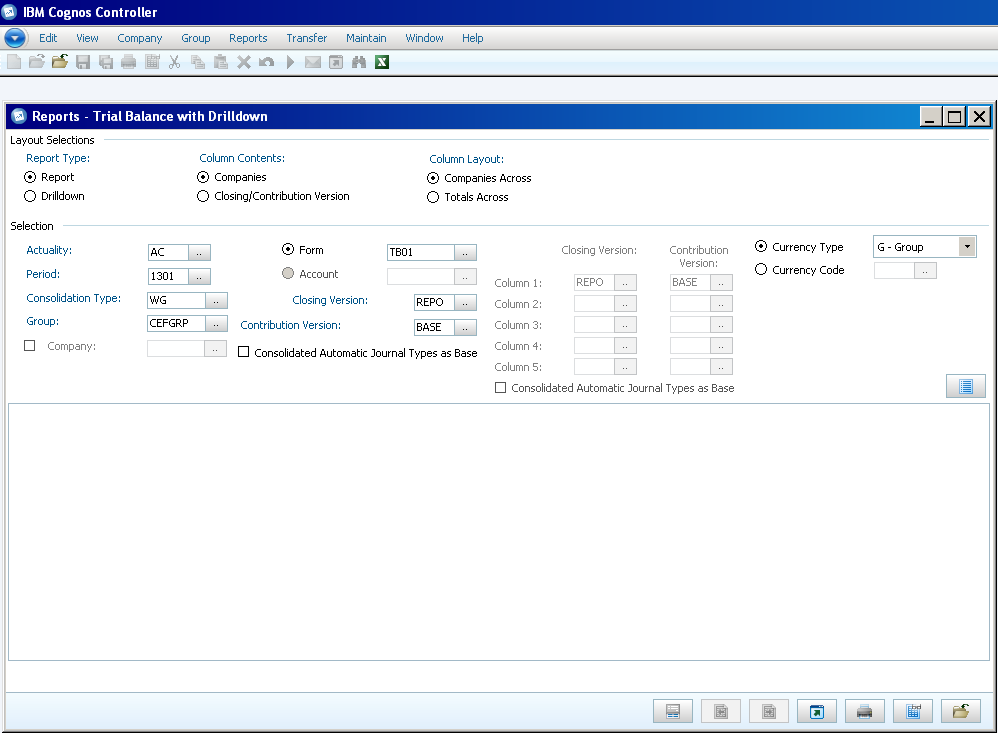 IBM Cognos Controller
Edit View Company Group Reports Transfer Maintain Window Help
Reports - Trial Balance with Drilldown
Layout Selections
Report Type: Column Contents: Column Layout:
Report Companies Companies Across
Drilldown Closing/Contribution Version Totals Across
Selection
Actuality: AC .. Form TB01 .. Closing Version: Contribution Version: Currency Type G - Group
Period: 1301 .. Account .. Column 1: REPO .. BASE .. Currency Code ..
Consolidation Type: WG .. Closing Version: REPO .. Column 2: .. ..
Group: CEFGRP .. Contribution Version: BASE .. Column 3: .. ..
Company: .. Consolidated Automatic Journal Types as Base Column 4: .. ..
Column 5: .. ..
Consolidated Automatic Journal Types as Base